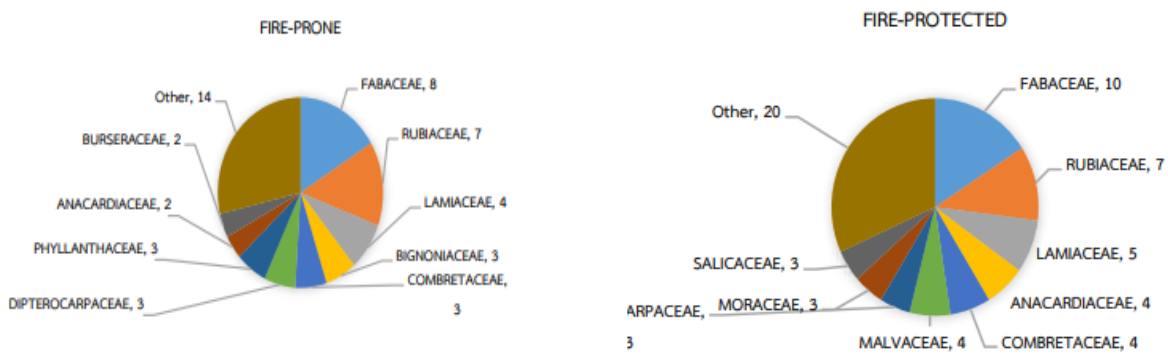 FIRE-PRONE
FABACEAE, 8
RUBIACEAE, 7
LAMIACEAE, 4
BIGNONIACEAE, 3
COMBRETACEAE,
3
DIPTEROCARPACEAE, 3
PHYLLANTHACEAE, 3
ANACARDIACEAE, 2
BURSERACEAE, 2
Other, 14
FIRE-PROTECTED
FABACEAE, 10
RUBIACEAE, 7
LAMIACEAE, 5
ANACARDIACEAE, 4
COMBRETACEAE, 4
MALVACEAE, 4
ARPACEAE,
3
MORACEAE, 3
SALICACEAE, 3
Other, 20